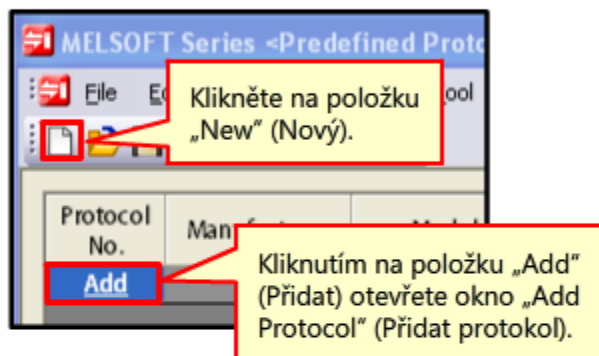 MELSOFT Series <Predefined Proto
File
Klikněte na položku
„New" (Nový).
Protocol
No.
Add
Kliknutím na položku „Add"
(Přidat) otevřete okno „Add
Protocol" (Přidat protokol).